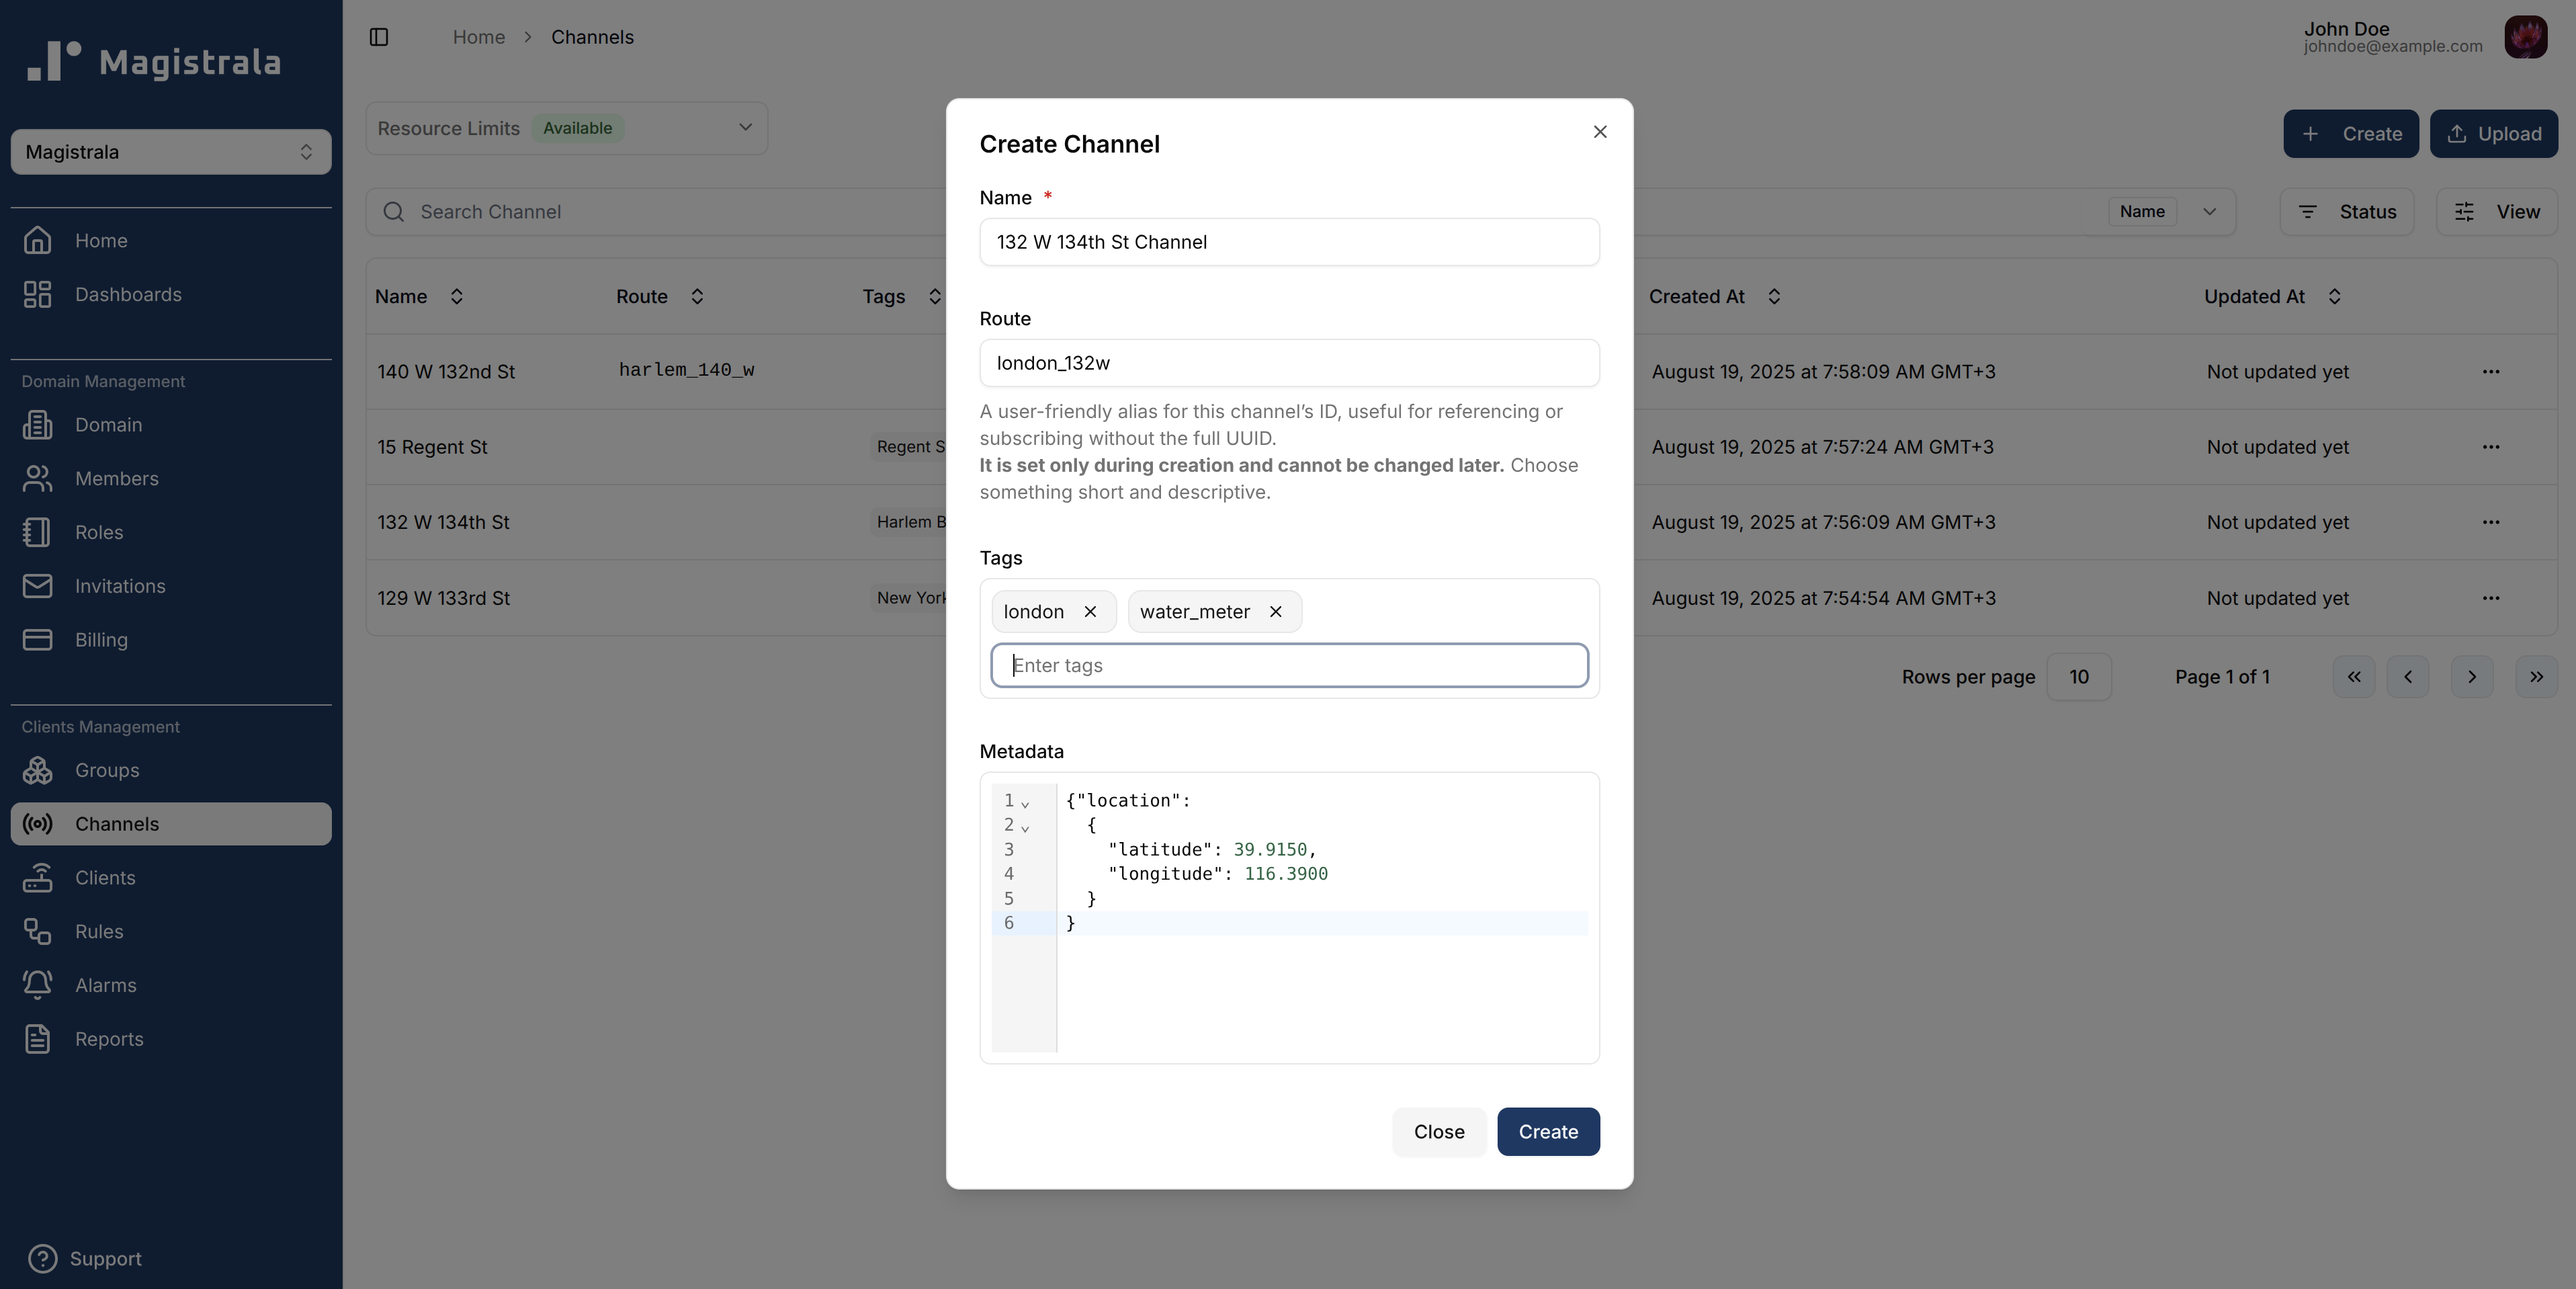 Magistrala
Magistrala
Home
Dashboards
Domain Management
Domain
Members
Roles
Invitations
Billing
Clients Management
Groups
Channels
Clients
Rules
Alarms
Reports
Support
Home > Channels
John Doe
johndoe@example.com
Resource Limits Available
Create
Upload
Search Channel
Name
Status
View
Name Route Tags Created At Updated At
140 W 132nd St harlem_140_w August 19, 2025 at 7:58:09 AM GMT+3 Not updated yet
15 Regent St Regent S August 19, 2025 at 7:57:24 AM GMT+3 Not updated yet
132 W 134th St Harlem B August 19, 2025 at 7:56:09 AM GMT+3 Not updated yet
129 W 133rd St New York August 19, 2025 at 7:54:54 AM GMT+3 Not updated yet
Rows per page 10 Page 1 of 1
Create Channel
Name *
132 W 134th St Channel
Route
london_132w
A user-friendly alias for this channel’s ID, useful for referencing or
subscribing without the full UUID.
It is set only during creation and cannot be changed later. Choose
something short and descriptive.
Tags
london water_meter
Enter tags
Metadata
1 {"location":
2 {
3 "latitude": 39.9150,
4 "longitude": 116.3900
5 }
6 }
Close
Create